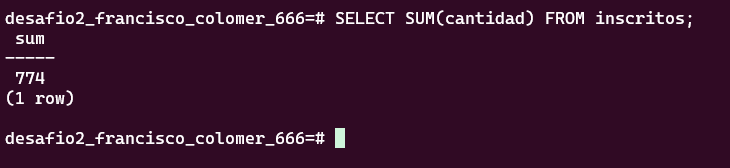 desafio2_francisco_colomer_666=# SELECT SUM(cantidad) FROM inscritos;
 sum
-----
 774
(1 row)

desafio2_francisco_colomer_666=#